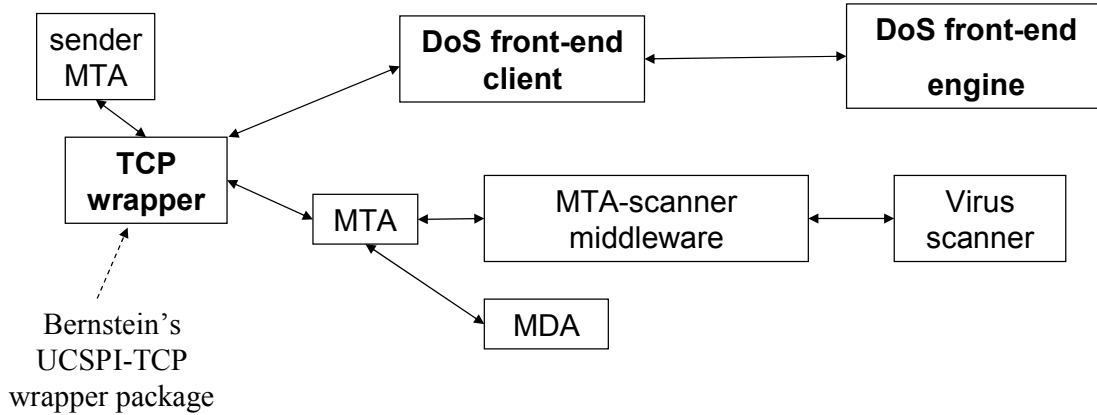 sender
MTA
DoS front-end
client
DoS front-end
engine
TCP
wrapper
MTA
MTA-scanner
middleware
Virus
scanner
MDA
Bernstein’s
UCSPI-TCP
wrapper package